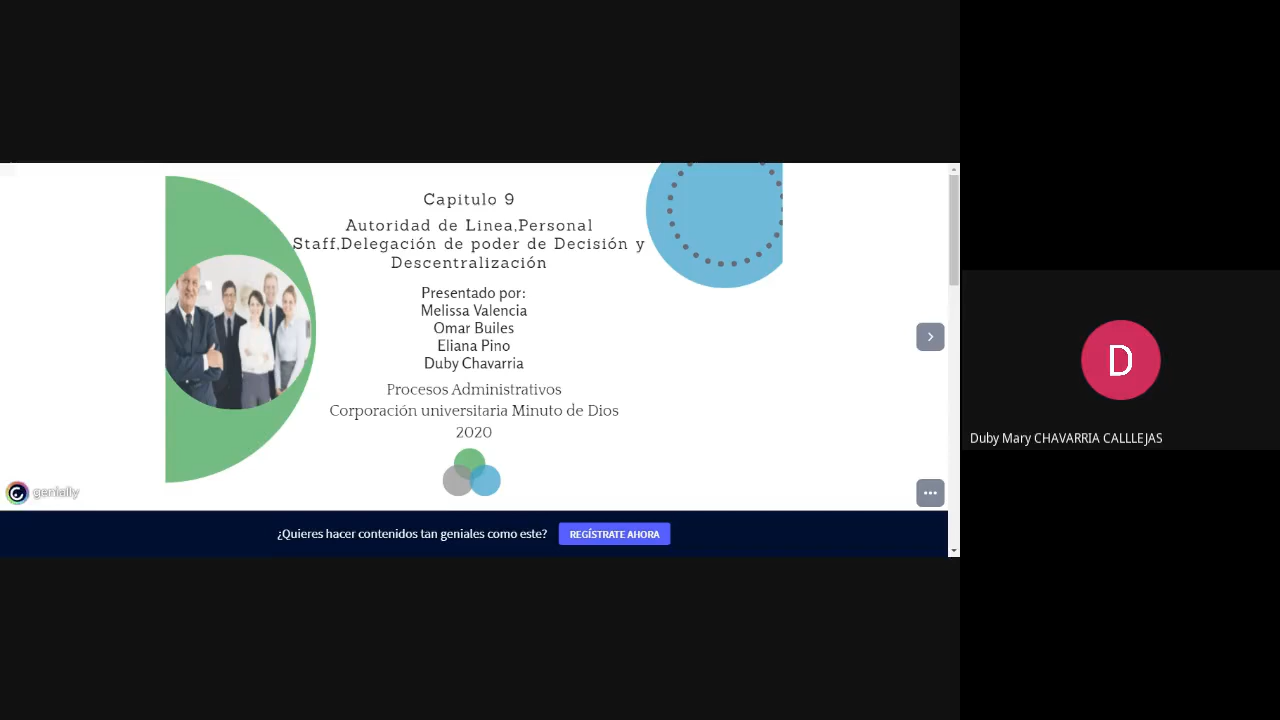 Capitulo 9
Autoridad de Linea,Personal
Staff,Delegación de poder de Decisión y
Descentralización
Presentado por:
Melissa Valencia
Omar Builes
Eliana Pino
Duby Chavarria
Procesos Administrativos
Corporación universitaria Minuto de Dios
2020
genially
¿Quieres hacer contenidos tan geniales como este?
REGÍSTRATE AHORA
D
Duby Mary CHAVARRIA CALLLEJAS